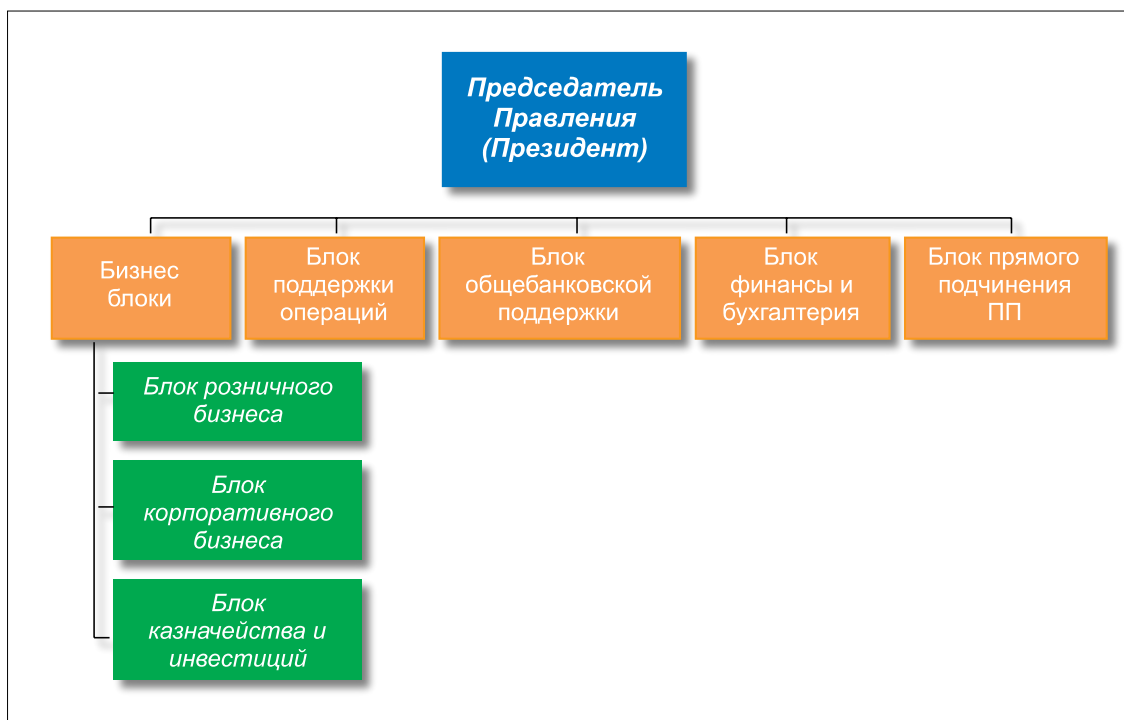 Председатель
Правления
(Президент)
Бизнес
блоки
Блок
поддержки
операций
Блок
общебанковской
поддержки
Блок
финансы и
бухгалтерия
Блок прямого
подчинения
ПП
Блок розничного
бизнеса
Блок
корпоративного
бизнеса
Блок
казначейства и
инвестиций